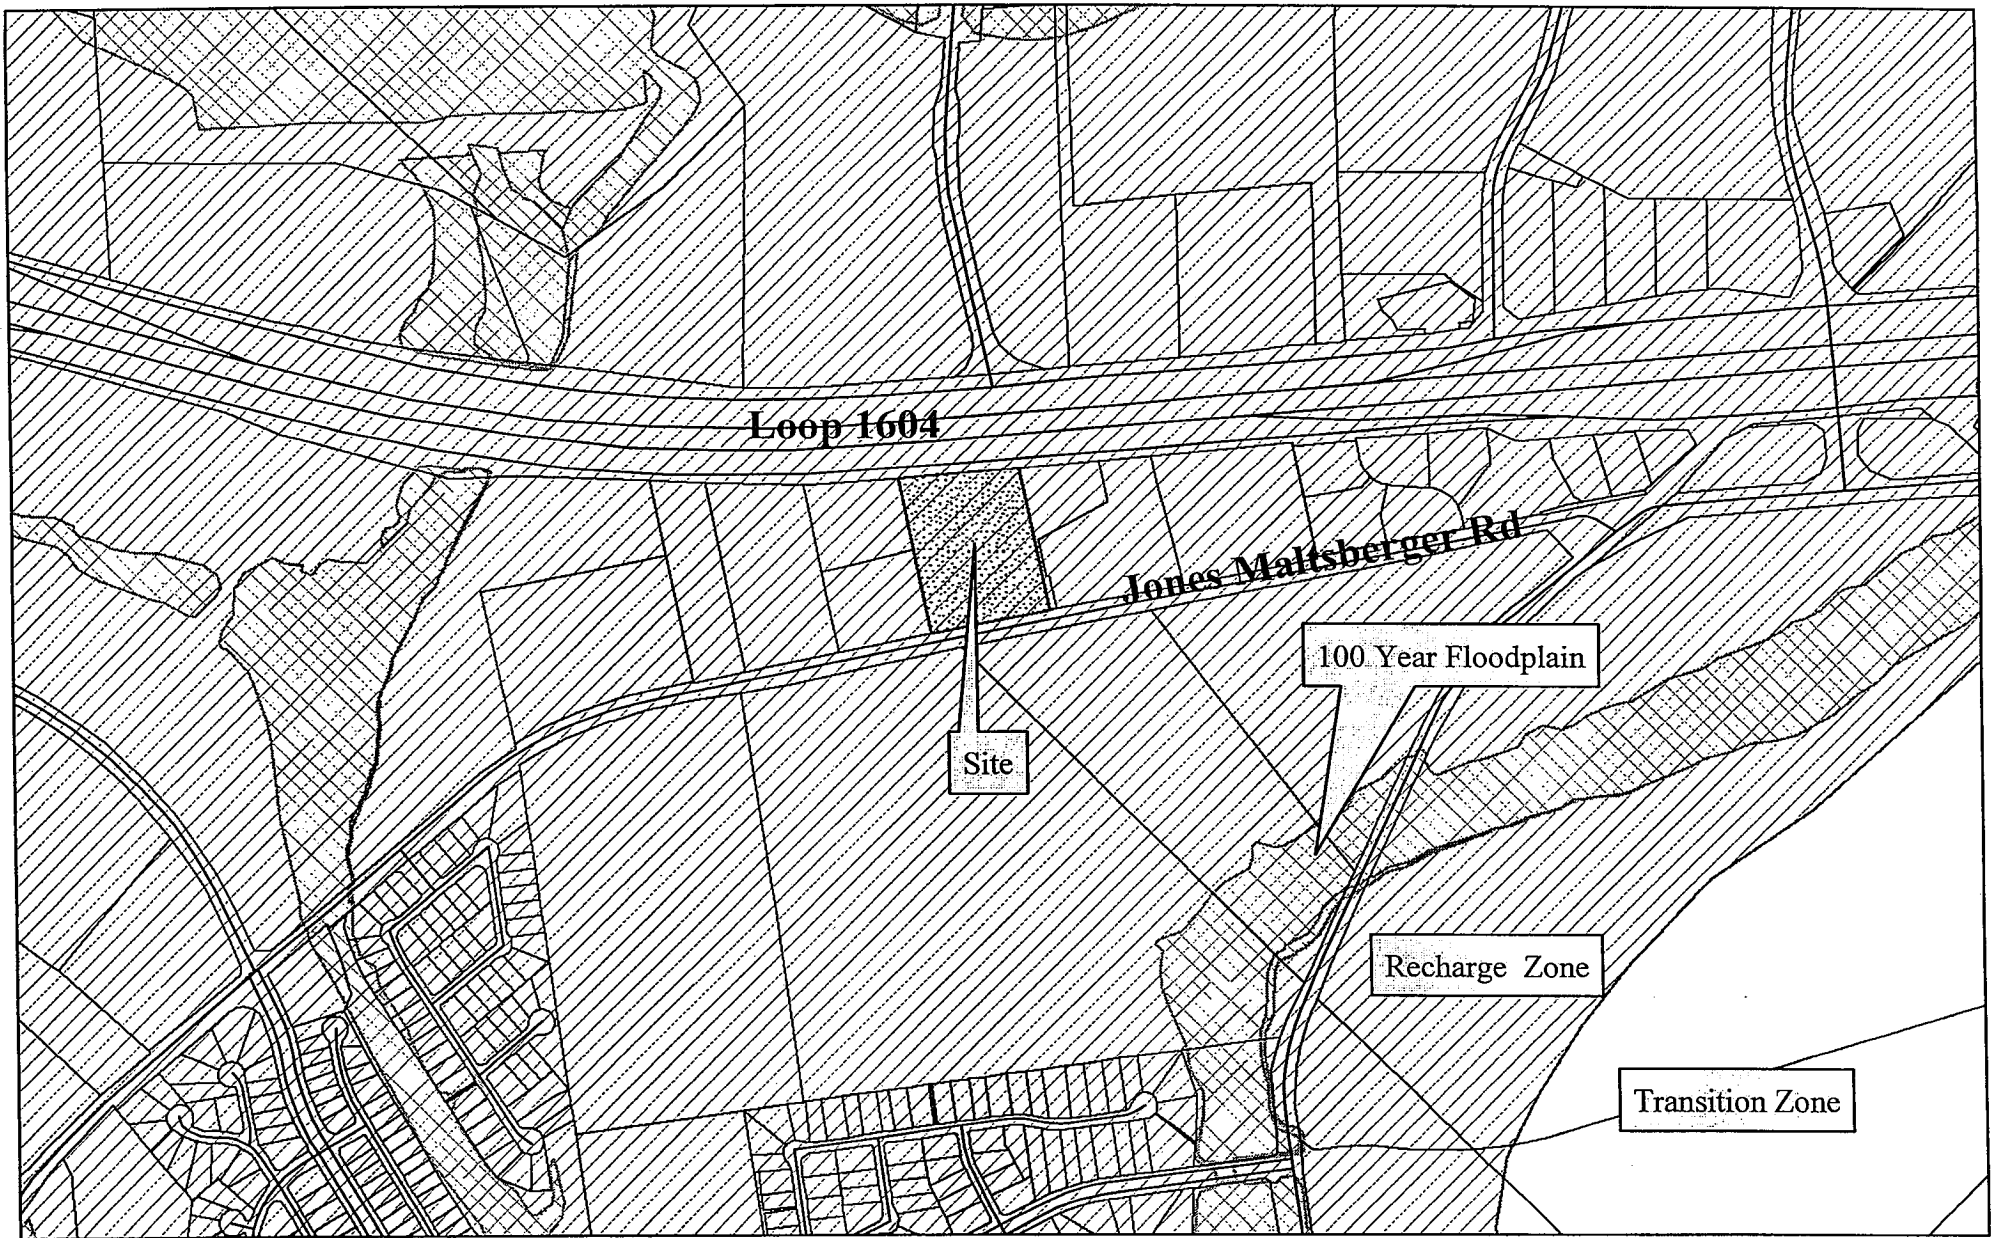 Loop 1604
Jones Maltsberger Rd
100 Year Floodplain
Site
Recharge Zone
Transition Zone